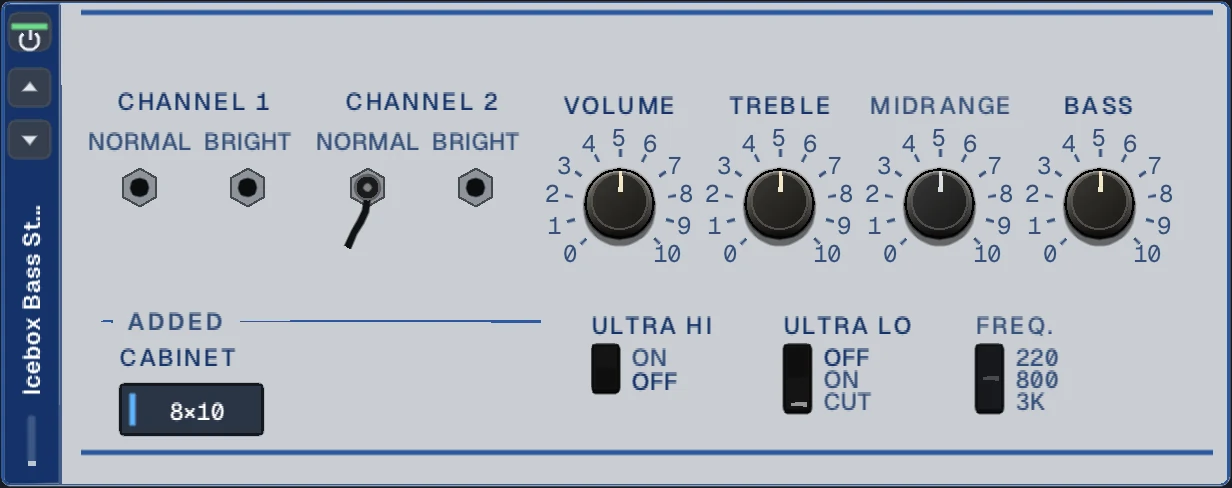 Icebox Bass St...
CHANNEL 1
NORMAL BRIGHT
CHANNEL 2
NORMAL BRIGHT
VOLUME
0 1 2 3 4 5 6 7 8 9 10
TREBLE
0 1 2 3 4 5 6 7 8 9 10
MIDRANGE
0 1 2 3 4 5 6 7 8 9 10
BASS
0 1 2 3 4 5 6 7 8 9 10
ADDED
CABINET
8×10
ULTRA HI
ON
OFF
ULTRA LO
OFF
ON
CUT
FREQ.
220
800
3K